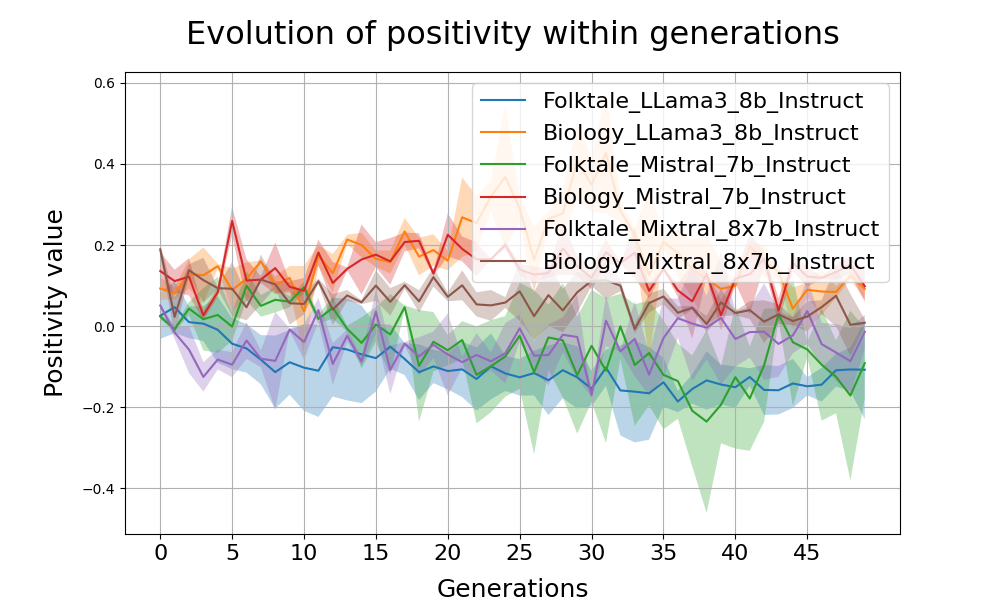 Evolution of positivity within generations
Positivity value
0.6
0.4
0.2
0.0
−0.2
−0.4
Folktale_LLama3_8b_Instruct
Biology_LLama3_8b_Instruct
Folktale_Mistral_7b_Instruct
Biology_Mistral_7b_Instruct
Folktale_Mixtral_8x7b_Instruct
Biology_Mixtral_8x7b_Instruct
0 5 10 15 20 25 30 35 40 45
Generations